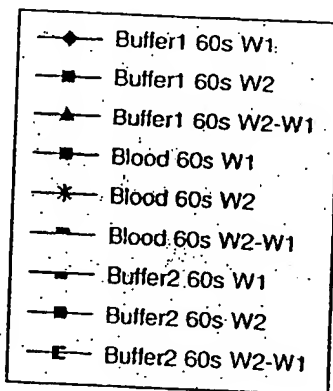 Buffer1 60s W1
Buffer1 60s W2
Buffer1 60s W2-W1
Blood 60s W1
Blood 60s W2
Blood 60s W2-W1
Buffer2 60s W1
Buffer2 60s W2
Buffer2 60s W2-W1